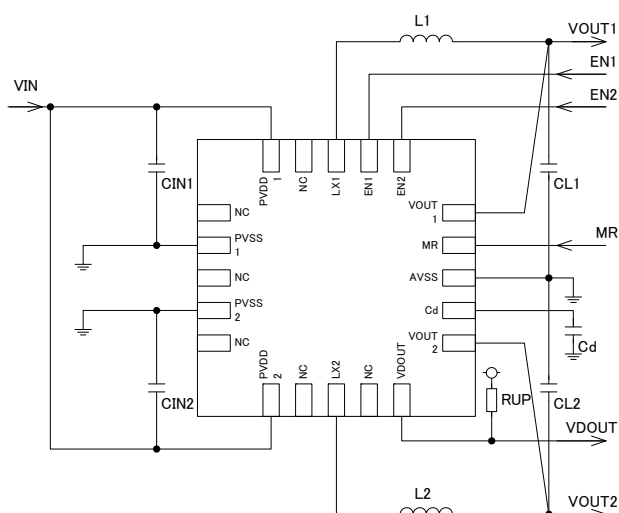 L1
VOUT1
EN1
VIN
EN2
CIN1
PVDD 1
NC
LX1
EN1
EN2
CL1
NC
VOUT 1
PVSS 1
MR
MR
NC
AVSS
PVSS 2
Cd
Cd
NC
VOUT 2
CIN2
PVDD 2
NC
LX2
NC
VDOUT
RUP
CL2
VDOUT
L2
VOUT2